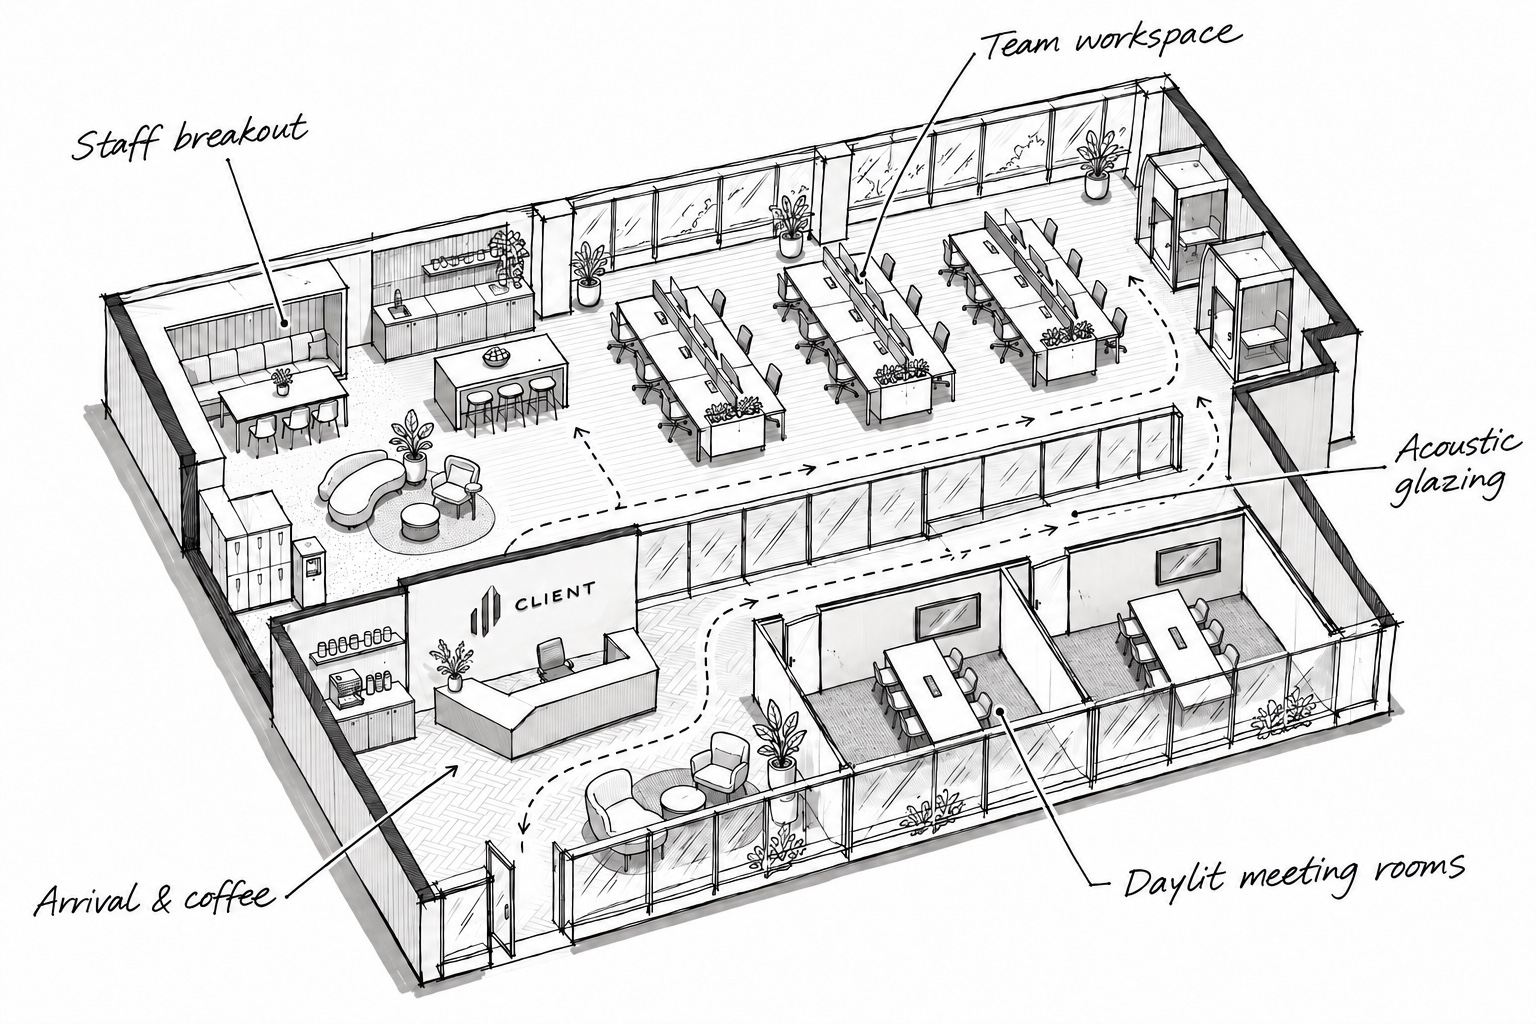 Team workspace
Staff breakout
Acoustic
glazing
CLIENT
Daylit meeting rooms
Arrival & coffee